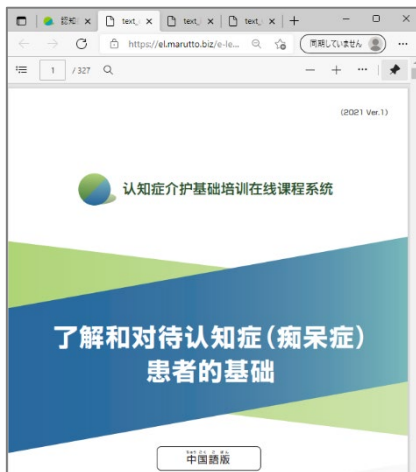 認知
text_
text_
text_
https://el.marutto.biz/e-le...
同期していません
1 / 327
(2021 Ver.1)
认知症介护基础培训在线课程系统
了解和对待认知症(痴呆症)
患者的基础
中国語版